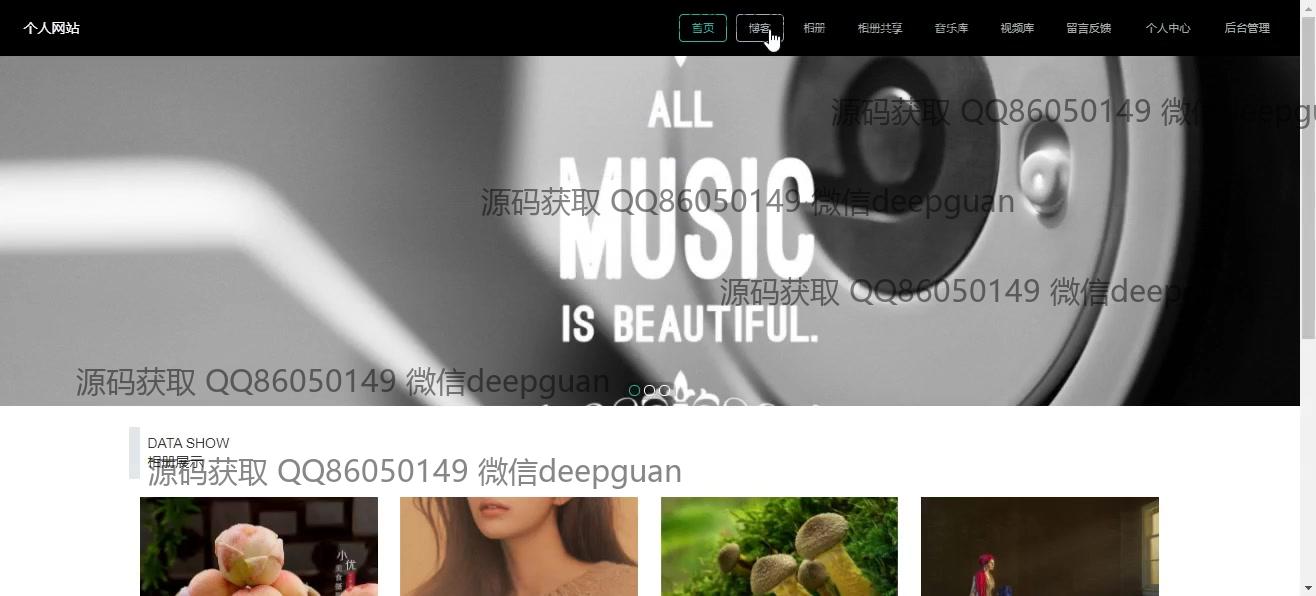 个人网站
首页 博客 相册 相册共享 音乐库 视频库 留言反馈 个人中心 后台管理
源码获取 QQ86050149 微信deepgu
ALL
MUSIC
IS BEAUTIFUL.
源码获取 QQ86050149 微信deepguan
源码获取 QQ86050149 微信deep
源码获取 QQ86050149 微信deepguan
DATA SHOW
相册展示
源码获取 QQ86050149 微信deepguan
小优